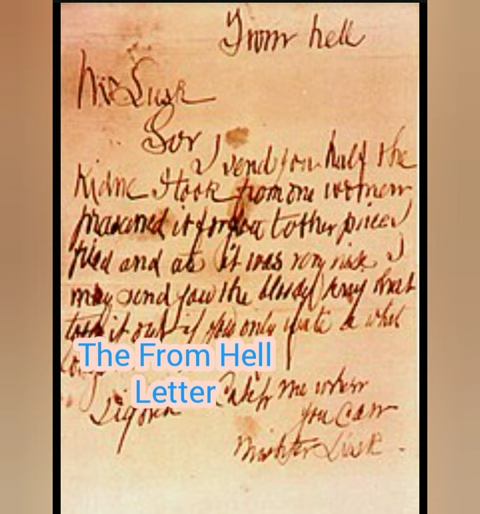 From hell
Mr Lusk
Sor
I send you half the
Kidne I took from one women
prasarved it for you tother piece I
fried and ate it was very nise I
may send you the bloody knif that
took it out if you only wate a whil
The From Hell
Letter
signed Catch me when
you Can
Mishter Lusk.